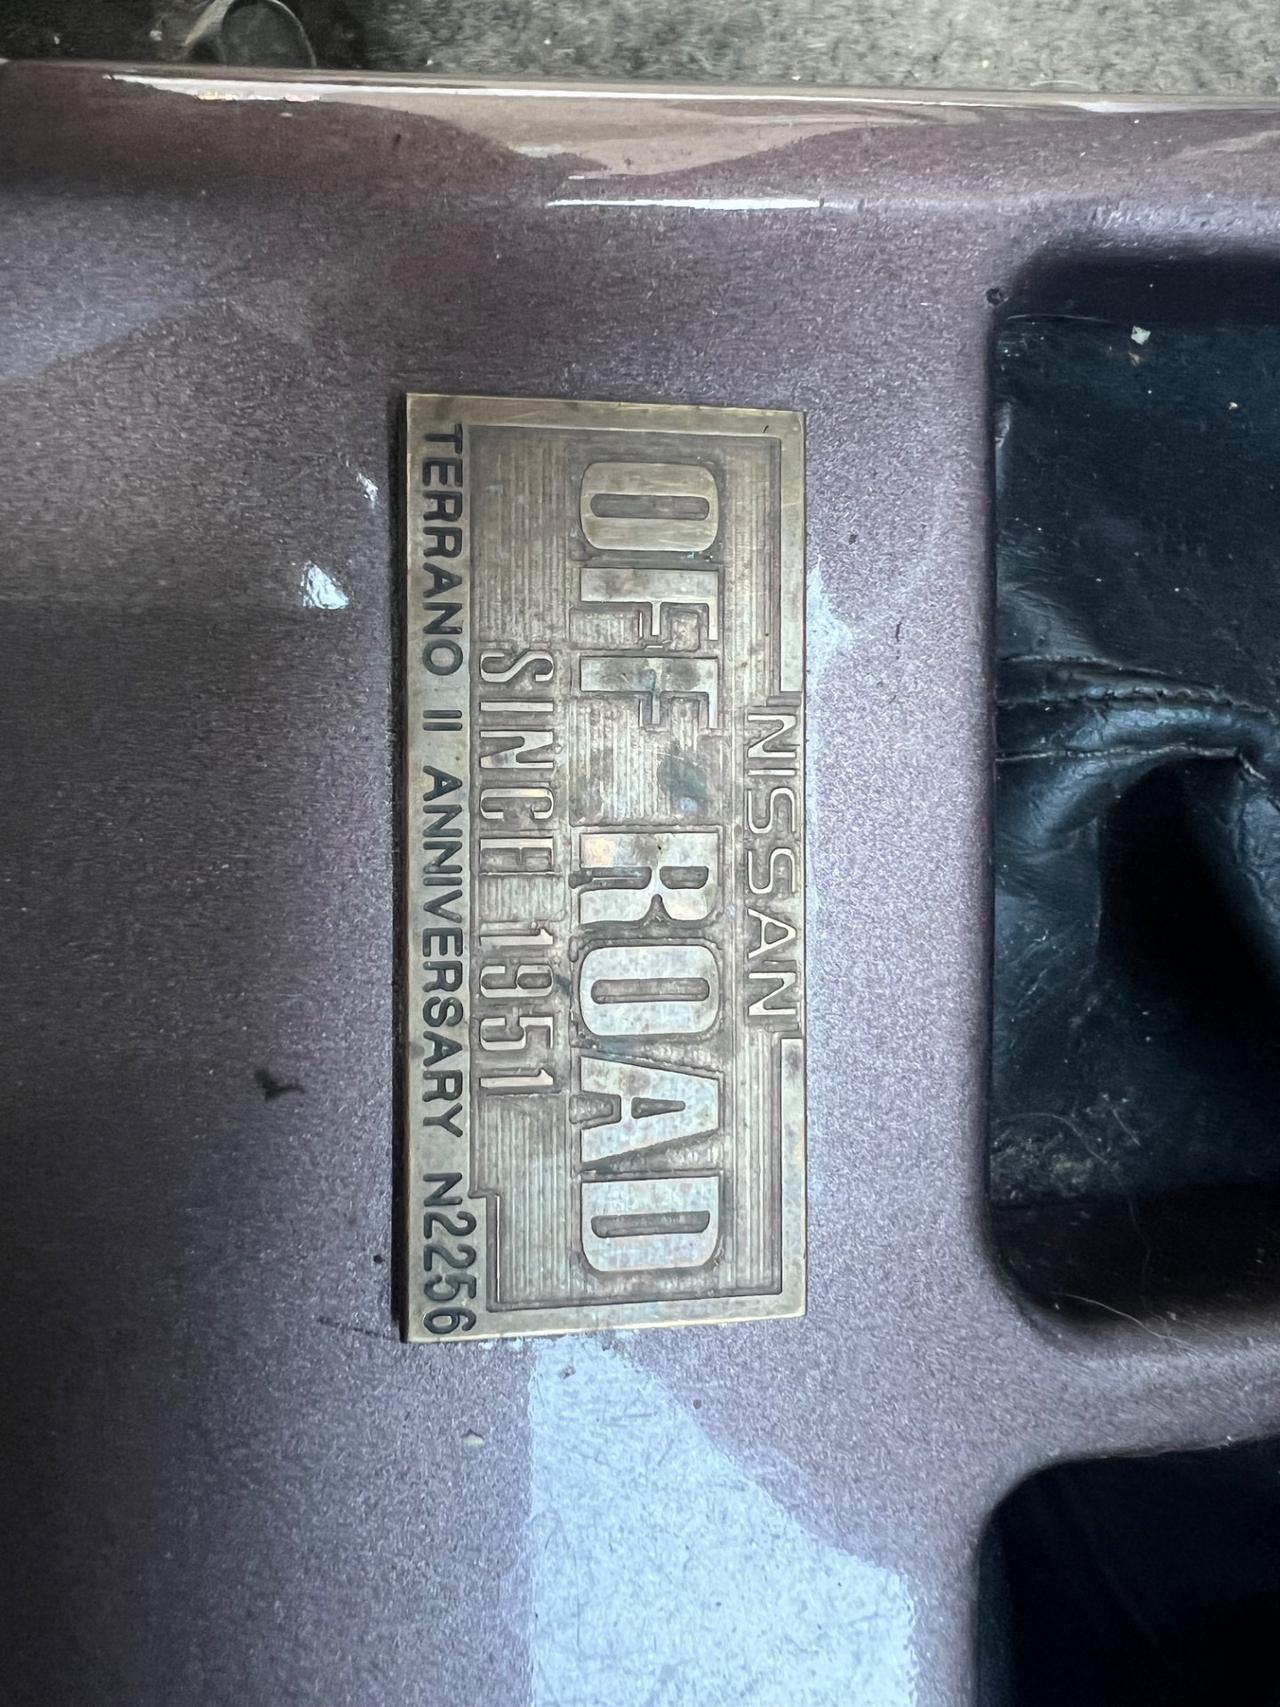 NISSAN
OFF ROAD
SINCE 1951
TERRANO II ANNIVERSARY N2256